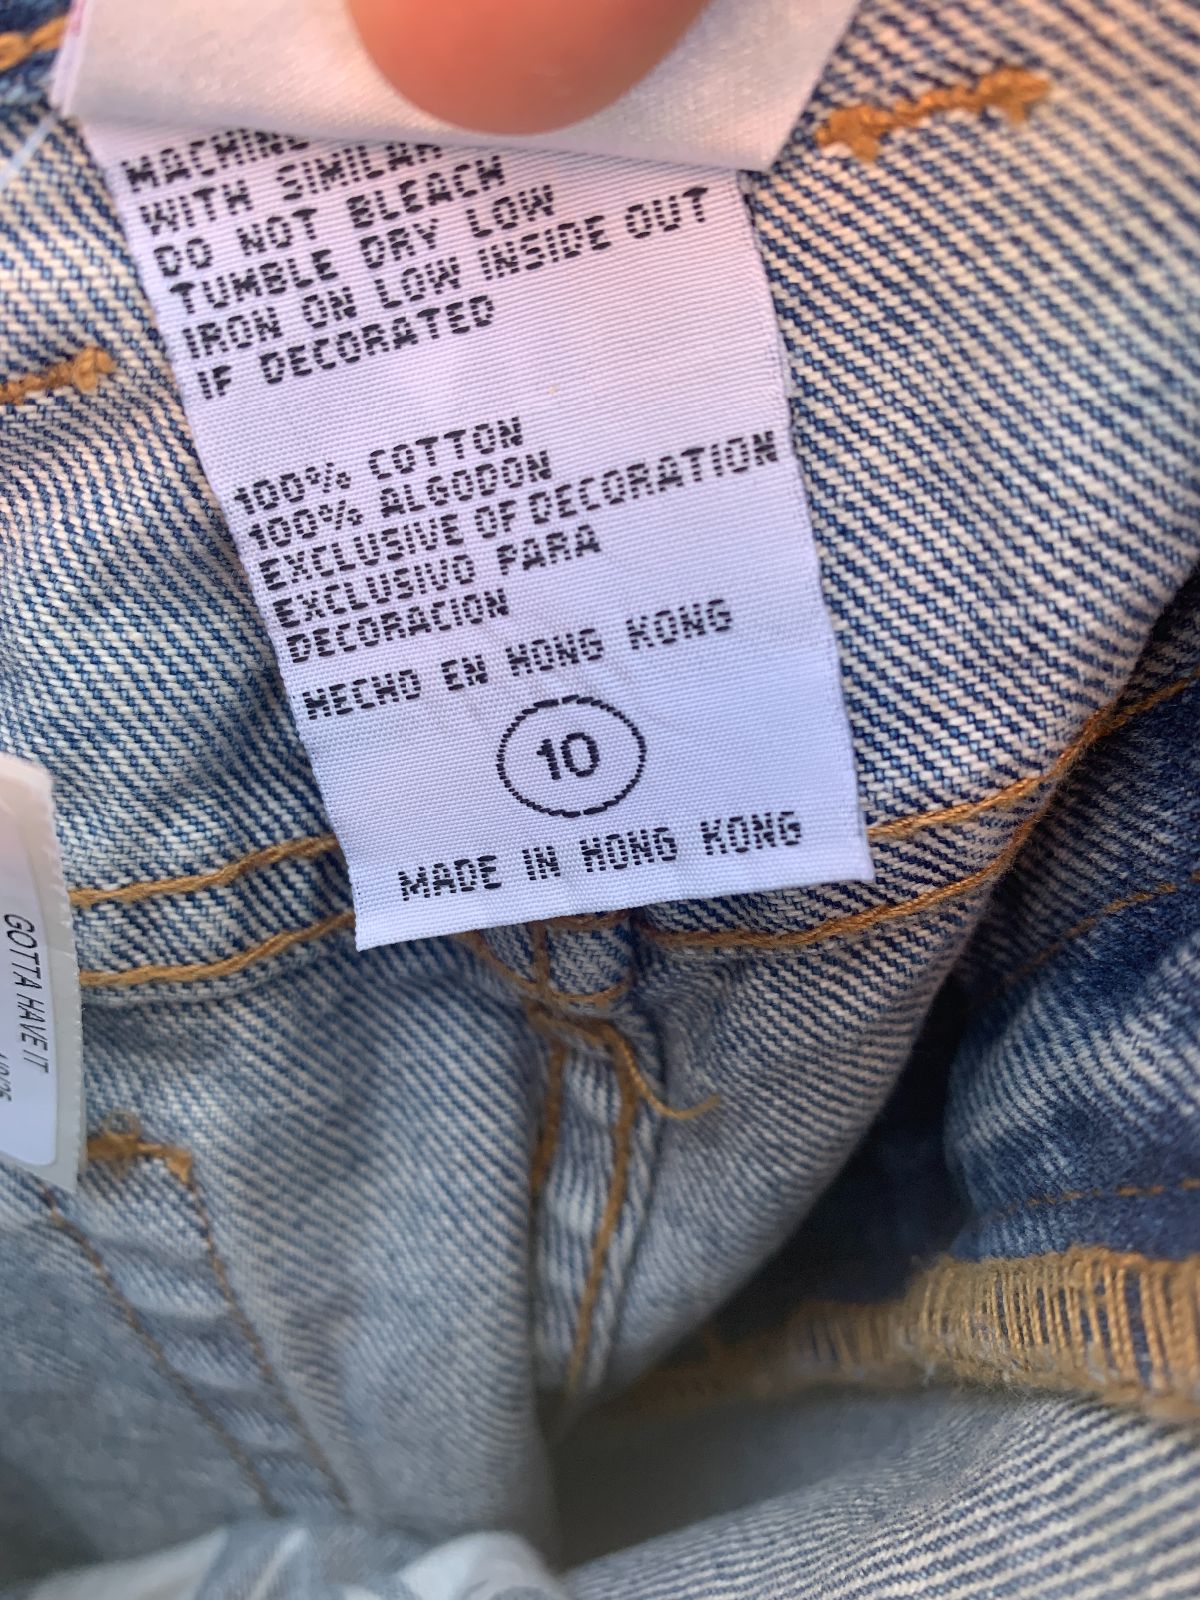 MACHINE
WITH SIMILAR
DO NOT BLEACH
TUMBLE DRY LOW
IRON ON LOW INSIDE OUT
IF DECORATED
100% COTTON
100% ALGODON
EXCLUSIVE OF DECORATION
EXCLUSIVO PARA
DECORACION
HECHO EN HONG KONG
10
MADE IN HONG KONG
GOTTA HAVE IT